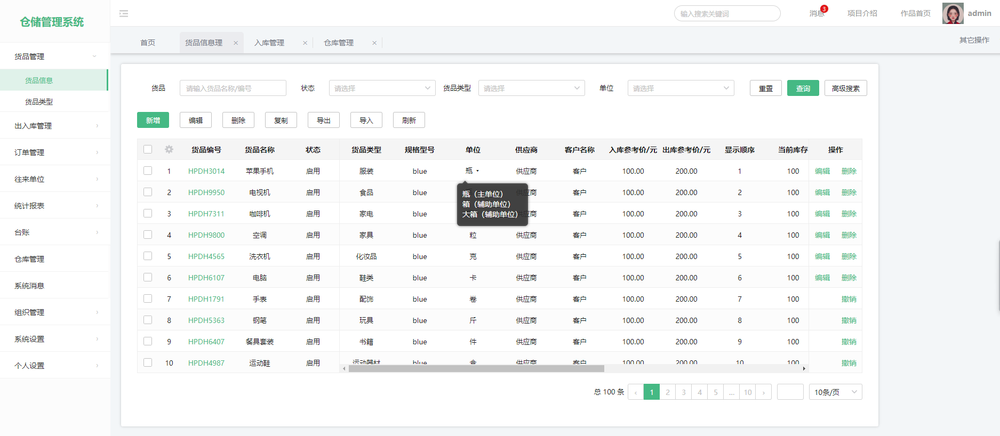 仓储管理系统
输入搜索关键词
消息
3
项目介绍
作品首页
admin
首页
货品信息理
入库管理
仓库管理
其它操作
货品管理
货品信息
货品类型
出入库管理
订单管理
往来单位
统计报表
台账
仓库管理
系统消息
组织管理
系统设置
个人设置
货品 请输入货品名称/编号 状态 请选择 货品类型 请选择 单位 请选择 重置 查询 高级搜索
新增 编辑 删除 复制 导出 导入 刷新
货品编号 货品名称 状态 货品类型 规格型号 单位 供应商 客户名称 入库参考价/元 出库参考价/元 显示顺序 当前库存 操作
1 HPDH3014 苹果手机 启用 服装 blue 瓶 供应商 客户 100.00 200.00 1 100 编辑 删除
2 HPDH9950 电视机 启用 食品 blue 商 客户 100.00 200.00 2 100 编辑 删除
3 HPDH7311 咖啡机 启用 家电 blue 商 客户 100.00 200.00 3 100 编辑 删除
瓶（主单位）
箱（辅助单位）
大箱（辅助单位）
4 HPDH9800 空调 启用 家具 blue 粒 供应商 客户 100.00 200.00 4 100 编辑 删除
5 HPDH4565 洗衣机 启用 化妆品 blue 克 供应商 客户 100.00 200.00 5 100 编辑 删除
6 HPDH6107 电脑 启用 鞋类 blue 卡 供应商 客户 100.00 200.00 6 100 编辑 删除
7 HPDH1791 手表 启用 配饰 blue 卷 供应商 客户 100.00 200.00 7 100 撤销
8 HPDH5363 钢笔 启用 玩具 blue 斤 供应商 客户 100.00 200.00 8 100 撤销
9 HPDH6407 餐具套装 启用 书籍 blue 件 供应商 客户 100.00 200.00 9 100 撤销
10 HPDH4987 运动鞋 启用 运动器材 blue 盒 供应商 客户 100.00 200.00 10 100 撤销
总 100 条 ‹ 1 2 3 4 5 ... 10 › 10条/页